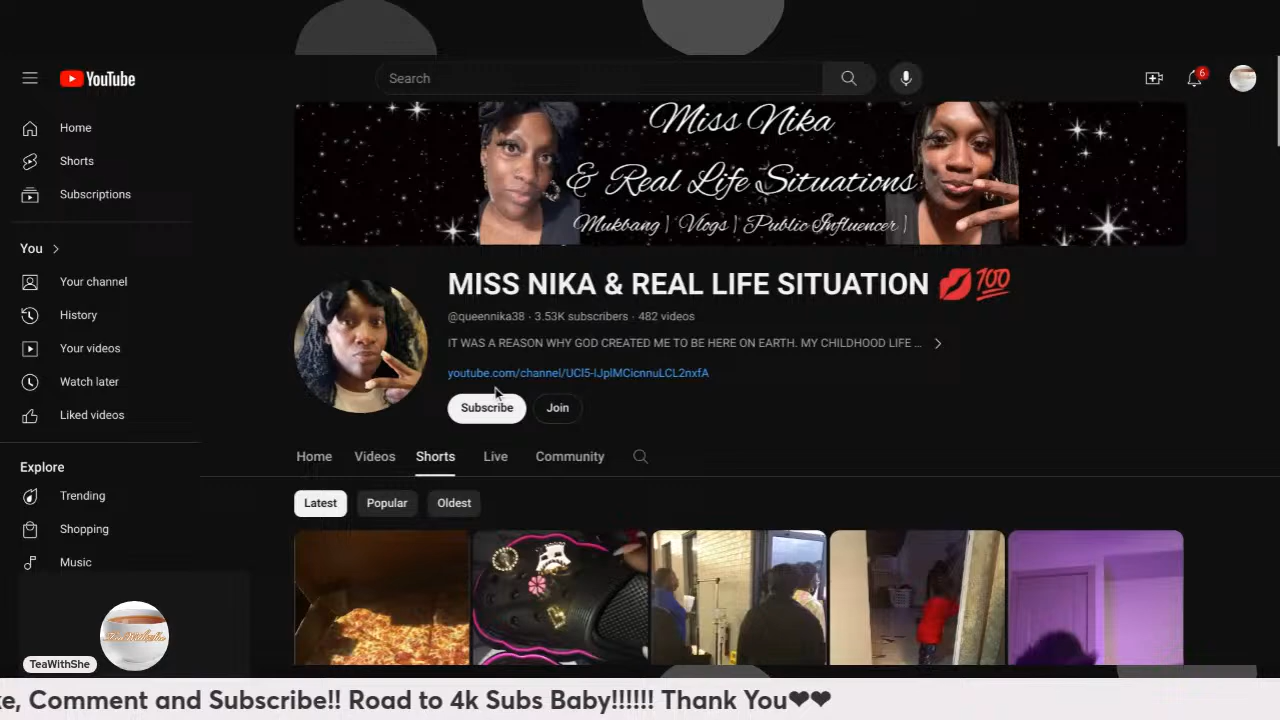 YouTube
Search
6
Home
Shorts
Subscriptions
You
Your channel
History
Your videos
Watch later
Liked videos
Explore
Trending
Shopping
Music
Miss Nika
& Real Life Situations
Mukbang | Vlogs | Public Influencer |
MISS NIKA & REAL LIFE SITUATION 💋💯
@queennika38 · 3.53K subscribers · 482 videos
IT WAS A REASON WHY GOD CREATED ME TO BE HERE ON EARTH. MY CHILDHOOD LIFE ...
youtube.com/channel/UCI5-IJpIMCicnnuLCL2nxfA
Subscribe Join
Home Videos Shorts Live Community
Latest Popular Oldest
TeaWithShe
TeaWithShe
e, Comment and Subscribe!! Road to 4k Subs Baby!!!!!! Thank You❤❤